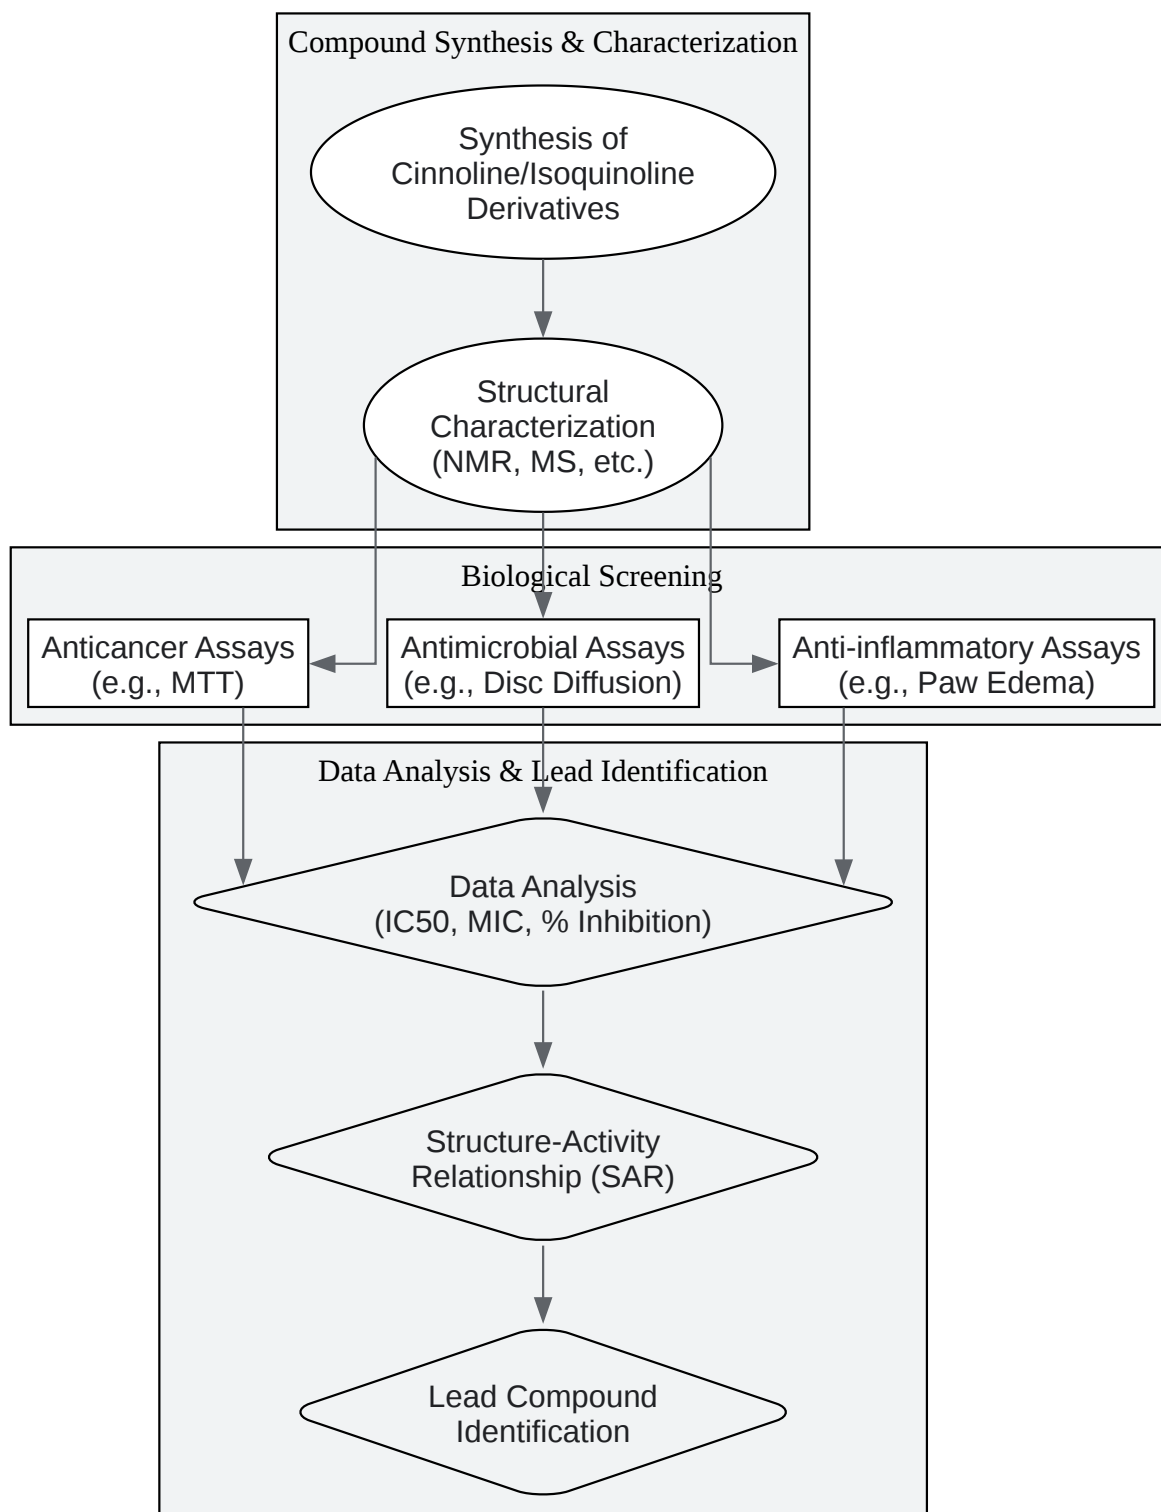 Compound Synthesis & Characterization
Synthesis of
Cinnoline/Isoquinoline
Derivatives
Structural
Characterization
(NMR, MS, etc.)
Biological Screening
Anticancer Assays
(e.g., MTT)
Antimicrobial Assays
(e.g., Disc Diffusion)
Anti-inflammatory Assays
(e.g., Paw Edema)
Data Analysis & Lead Identification
Data Analysis
(IC50, MIC, % Inhibition)
Structure-Activity
Relationship (SAR)
Lead Compound
Identification